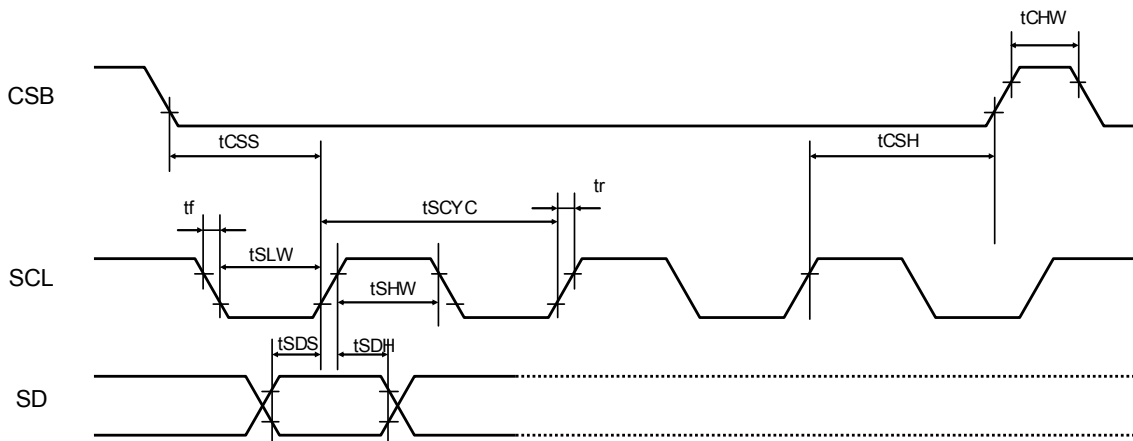 tCHW
CSB
tCSS
tCSH
tr
tf
tSCYC
tSLW
SCL
tSHW
tSDS
tSDH
SD